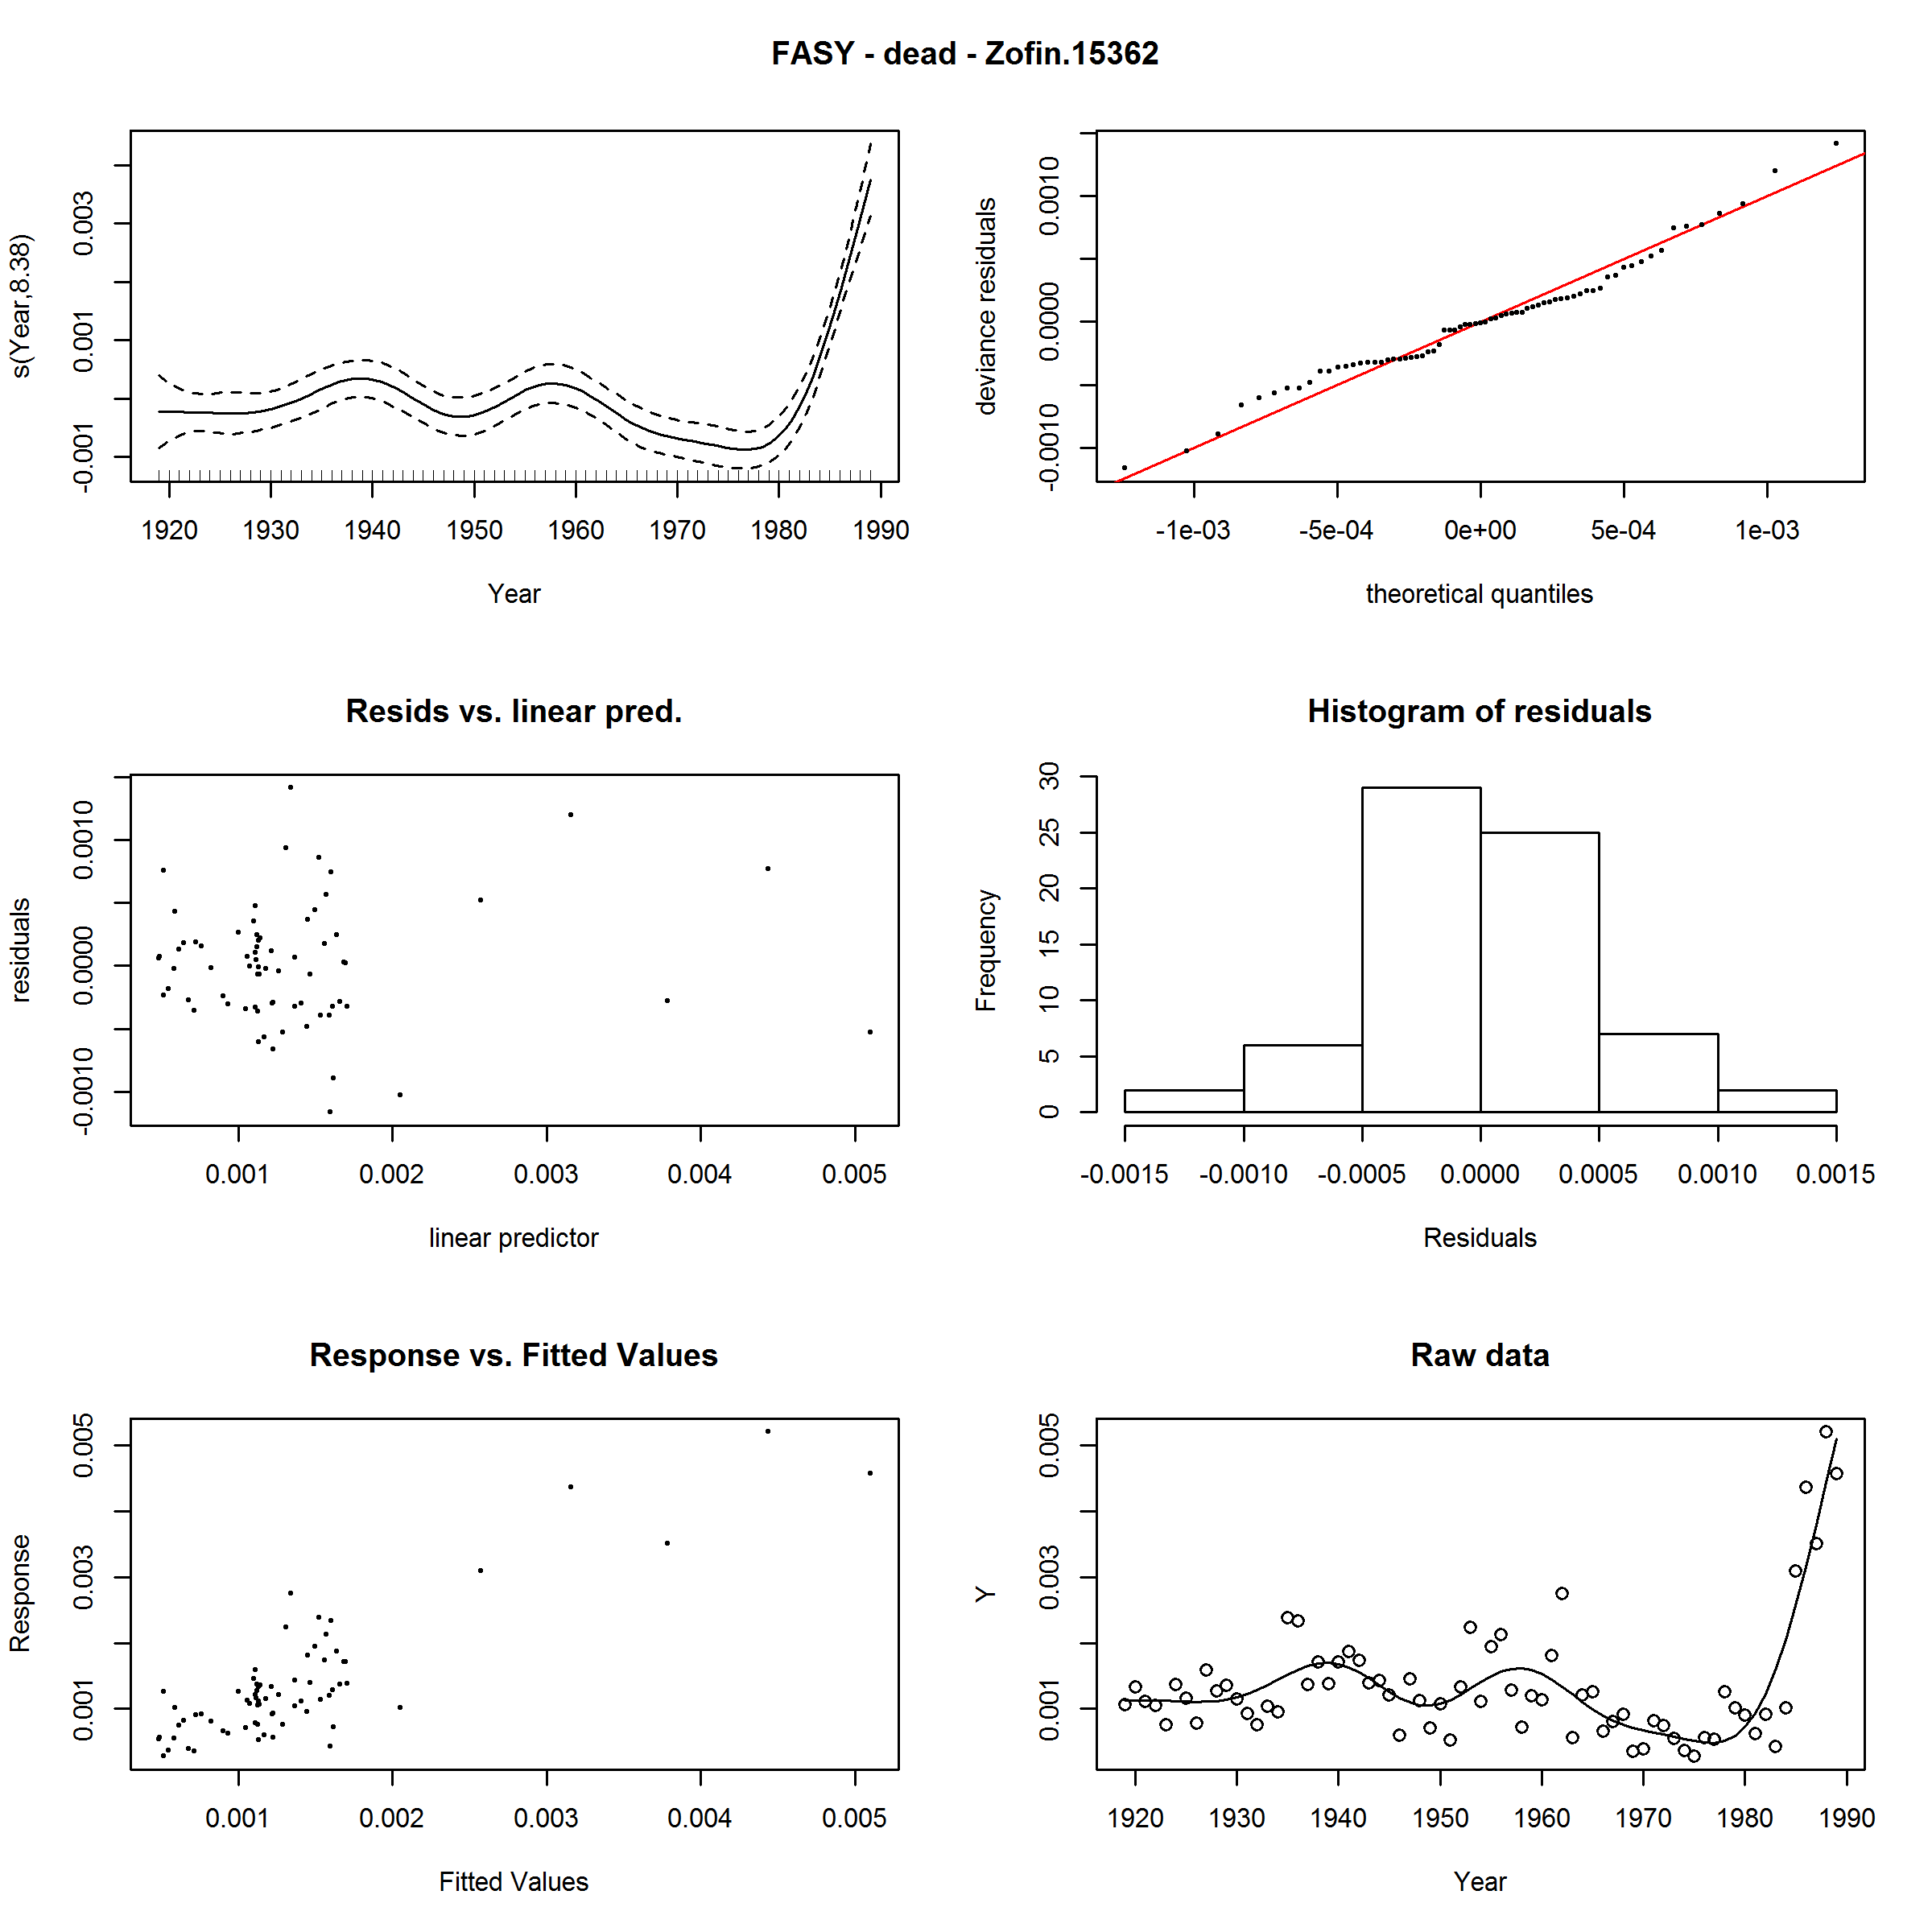 FASY - dead - Zofin.15362
s(Year,8.38)
-0.001 0.001 0.003
1920 1930 1940 1950 1960 1970 1980 1990
Year
deviance residuals
-0.0010 0.0000 0.0010
-1e-03 -5e-04 0e+00 5e-04 1e-03
theoretical quantiles
Resids vs. linear pred.
residuals
-0.0010 0.0000 0.0010
0.001 0.002 0.003 0.004 0.005
linear predictor
Histogram of residuals
Frequency
0 5 10 15 20 25 30
-0.0015 -0.0010 -0.0005 0.0000 0.0005 0.0010 0.0015
Residuals
Response vs. Fitted Values
Response
0.001 0.003 0.005
0.001 0.002 0.003 0.004 0.005
Fitted Values
Raw data
Y
0.001 0.003 0.005
1920 1930 1940 1950 1960 1970 1980 1990
Year